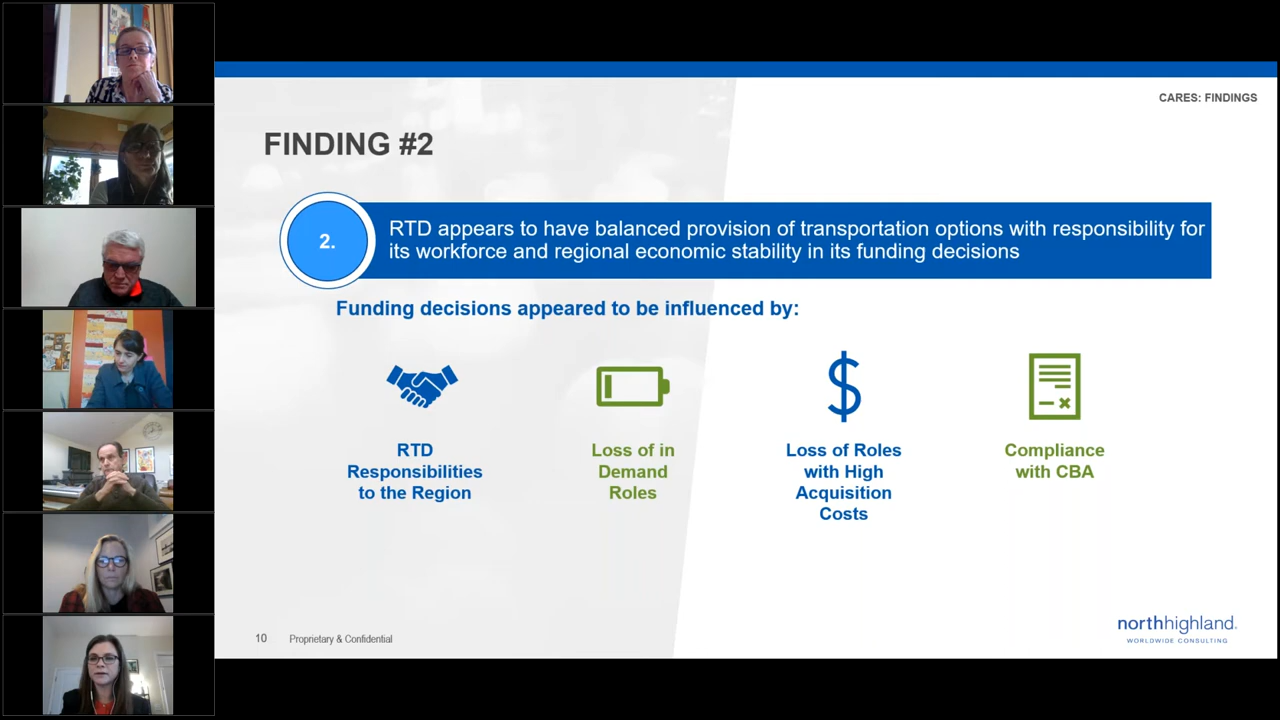 CARES: FINDINGS
FINDING #2
2.
RTD appears to have balanced provision of transportation options with responsibility for
its workforce and regional economic stability in its funding decisions
Funding decisions appeared to be influenced by:
RTD
Responsibilities
to the Region
Loss of in
Demand
Roles
Loss of Roles
with High
Acquisition
Costs
Compliance
with CBA
10
Proprietary & Confidential
northhighland.
WORLDWIDE CONSULTING